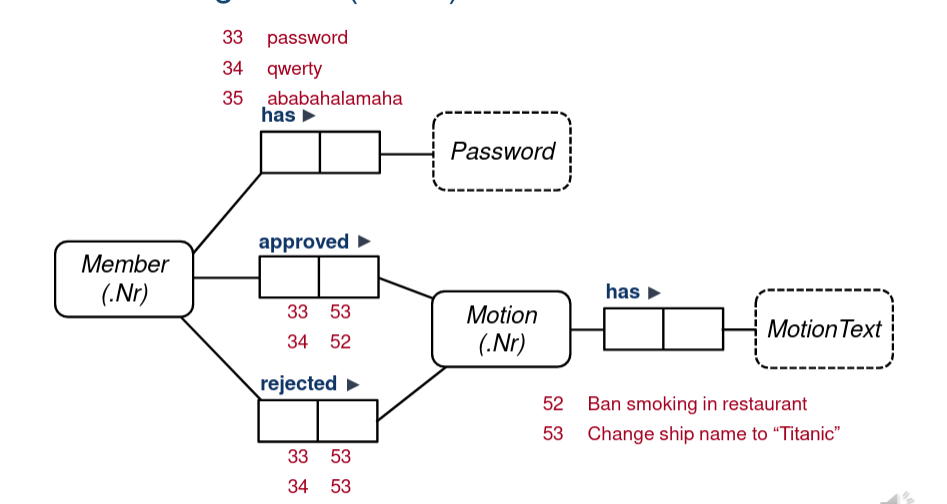 33 password
34 qwerty
35 ababahalamaha
has ►
Password
approved ►
Member
(.Nr)
33 53
34 52
has ►
Motion
(.Nr)
MotionText
rejected ►
52 Ban smoking in restaurant
53 Change ship name to “Titanic”
33 53
34 53